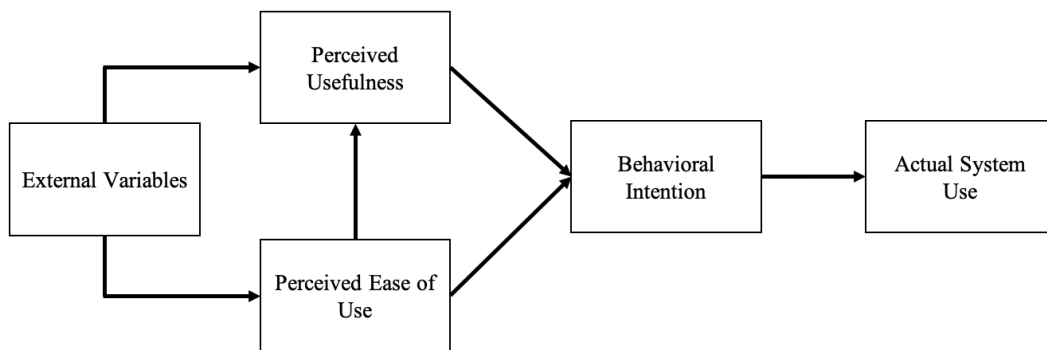 Perceived
Usefulness
External Variables
Perceived Ease of
Use
Behavioral
Intention
Actual System
Use